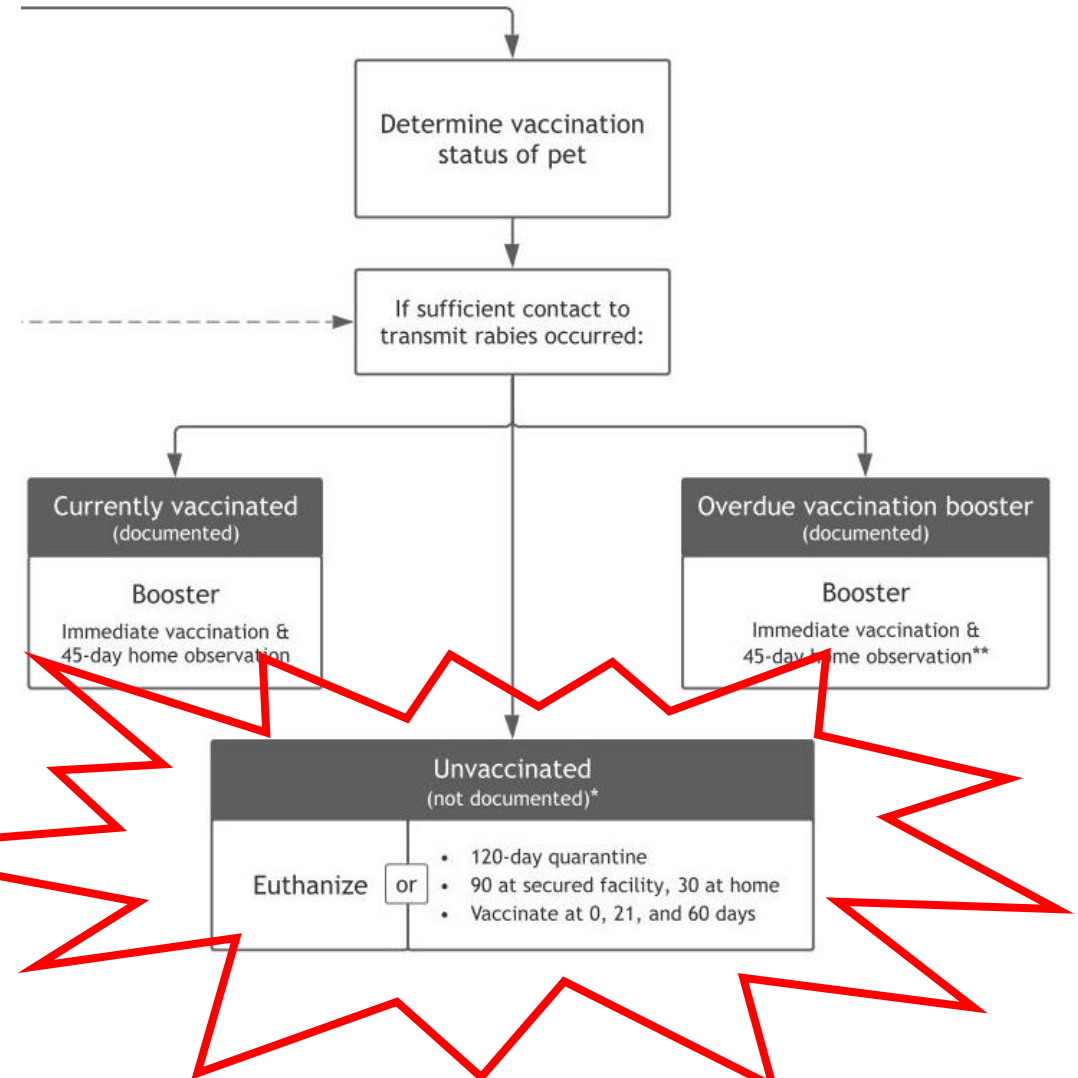 Determine vaccination
status of pet
If sufficient contact to
transmit rabies occurred:
Currently vaccinated
(documented)
Booster
Immediate vaccination &
45-day home observation
Overdue vaccination booster
(documented)
Booster
Immediate vaccination &
45-day home observation**
Unvaccinated
(not documented)*
Euthanize
or
• 120-day quarantine
• 90 at secured facility, 30 at home
• Vaccinate at 0, 21, and 60 days